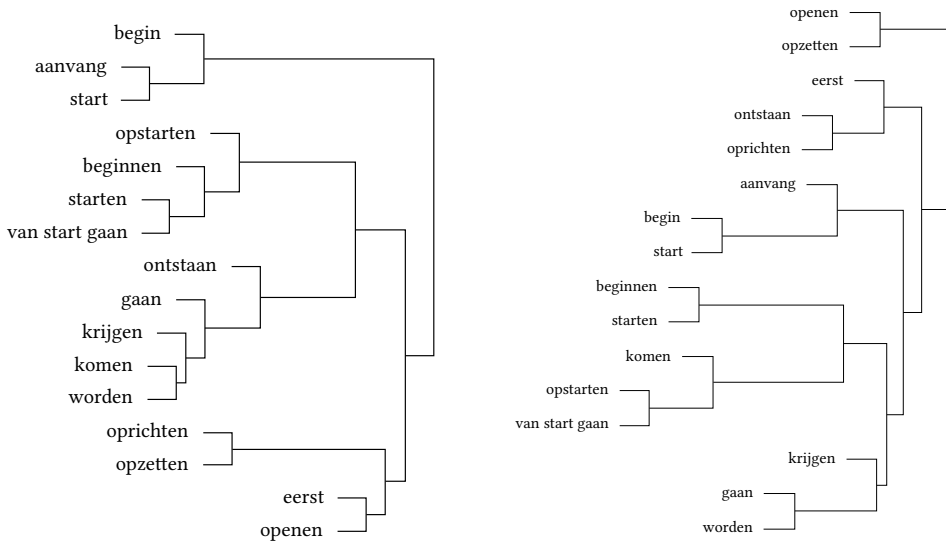 begin
aanvang
start
opstarten
beginnen
starten
van start gaan
ontstaan
gaan
krijgen
komen
worden
oprichten
opzetten
eerst
openen
openen
opzetten
eerst
ontstaan
oprichten
aanvang
begin
start
beginnen
starten
komen
opstarten
van start gaan
krijgen
gaan
worden